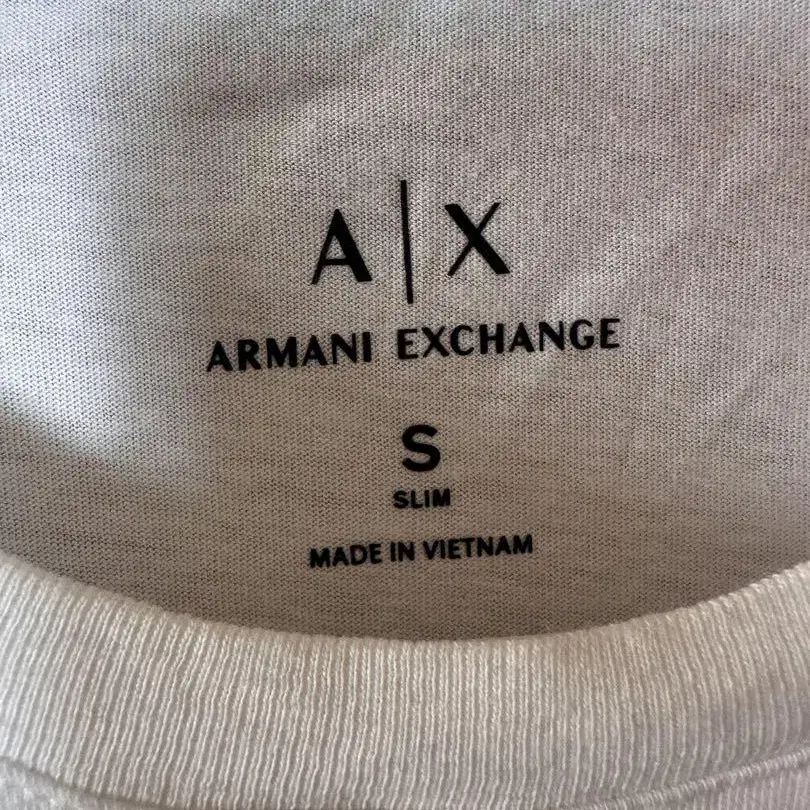 A|X
ARMANI EXCHANGE
S
SLIM
MADE IN VIETNAM